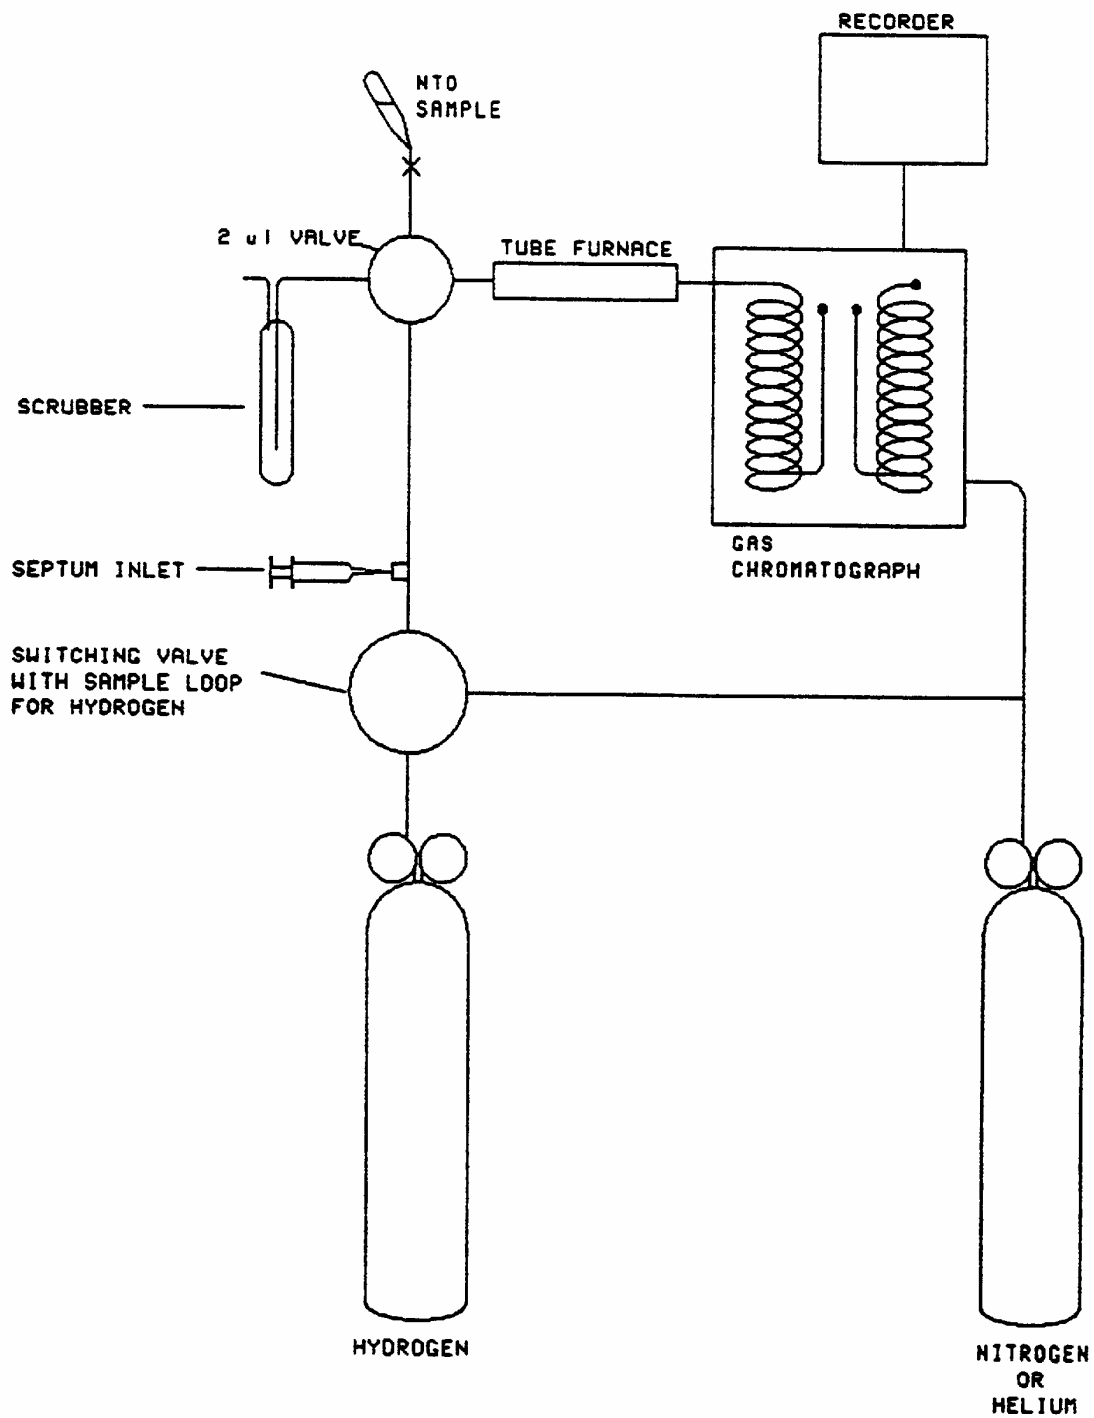 RECORDER
NTO
SAMPLE
2 ul VALVE
TUBE FURNACE
SCRUBBER
GAS
CHROMATOGRAPH
SEPTUM INLET
SWITCHING VALVE
WITH SAMPLE LOOP
FOR HYDROGEN
HYDROGEN
NITROGEN
OR
HELIUM